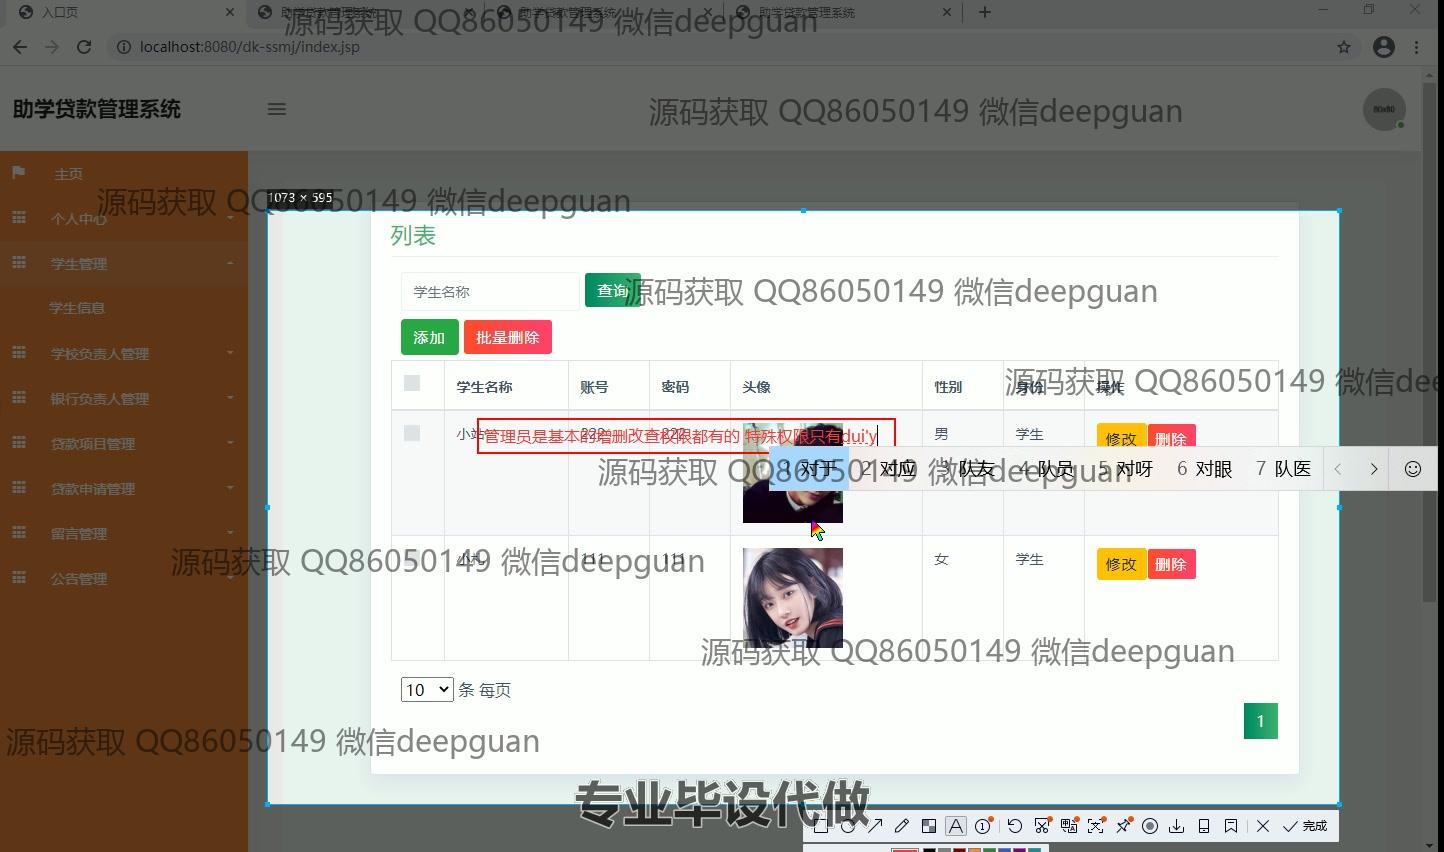 入口页
助学贷款管理系统
助学贷款管理系统
助学贷款管理系统
源码获取 QQ86050149 微信deepguan
localhost:8080/dk-ssmj/index.jsp
助学贷款管理系统
源码获取 QQ86050149 微信deepguan
80x80
主页
源码获取 QQ86050149 微信deepguan
1073 × 595
个人中心
列表
学生管理
学生名称
查询
源码获取 QQ86050149 微信deepguan
学生信息
添加
批量删除
学校负责人管理
学生名称
账号
密码
头像
性别
身份
操作
源码获取 QQ86050149 微信dee
银行负责人管理
小站
222
222
男
学生
修改
删除
管理员是基本的增删改查权限都有的 特殊权限只有dui'y
贷款项目管理
1 对于 2 对应 3 队友 4 队员 5 对呀 6 对眼 7 队医
源码获取 QQ86050149 微信deepguan
贷款申请管理
留言管理
111
111
女
学生
修改
删除
源码获取 QQ86050149 微信deepguan
公告管理
源码获取 QQ86050149 微信deepguan
10
条 每页
1
源码获取 QQ86050149 微信deepguan
专业毕设代做
完成